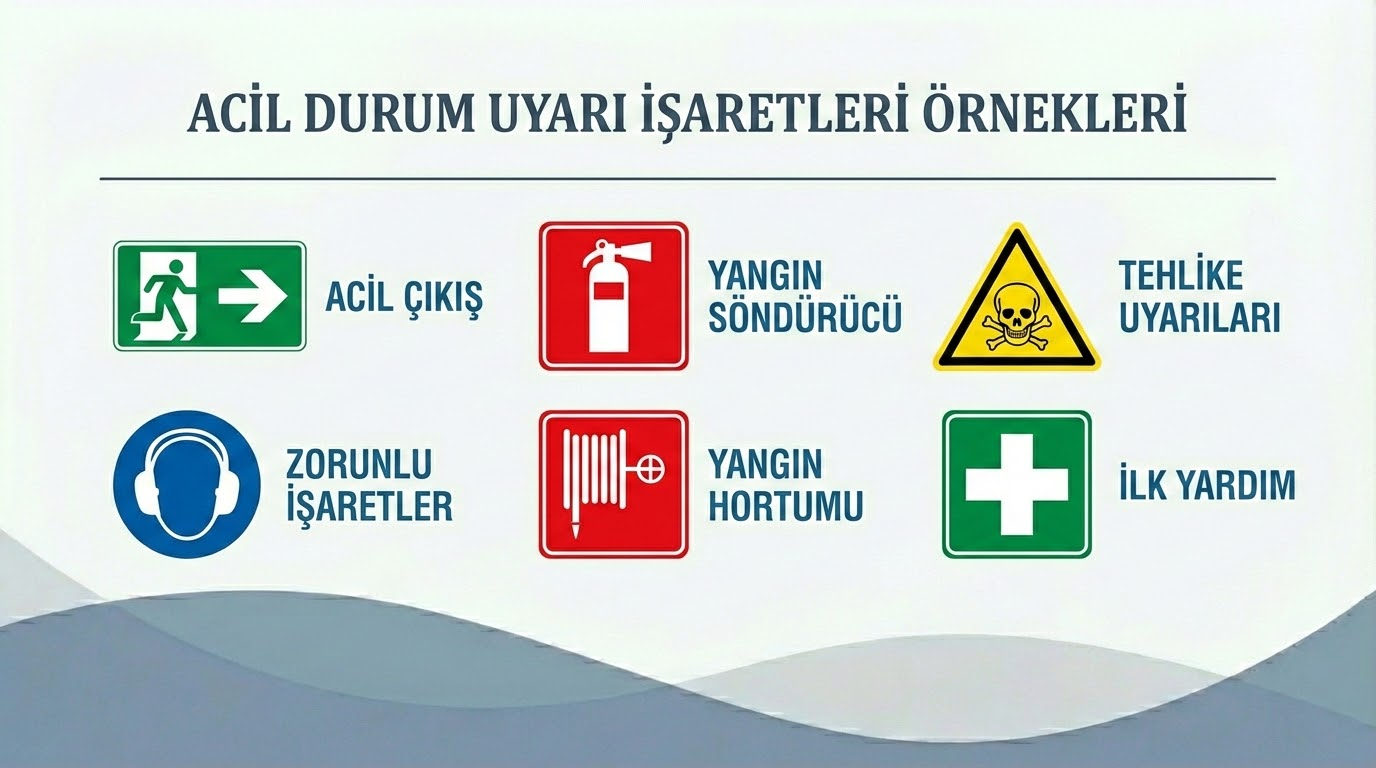 ACİL DURUM UYARI İŞARETLERİ ÖRNEKLERİ
ACİL ÇIKIŞ
YANGIN
SÖNDÜRÜCÜ
TEHLİKE
UYARILARI
ZORUNLU
İŞARETLER
YANGIN
HORTUMU
İLK YARDIM